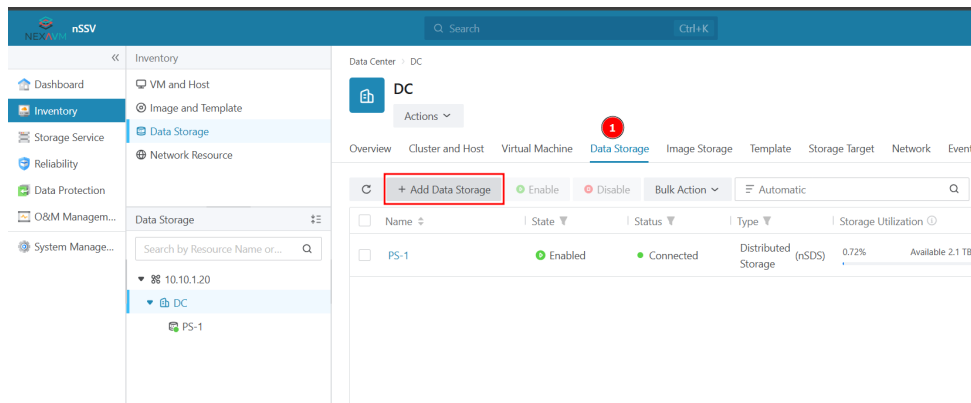 NEXAVM
nSSV
Search
Ctrl+K
Dashboard
Inventory
Storage Service
Reliability
Data Protection
O&M Managem...
System Manage...
Inventory
VM and Host
Image and Template
Data Storage
Network Resource
Data Storage
Search by Resource Name or...
10.10.1.20
DC
PS-1
Data Center > DC
DC
Actions
1
Overview Cluster and Host Virtual Machine Data Storage Image Storage Template Storage Target Network Event
+ Add Data Storage Enable Disable Bulk Action Automatic
Name State Status Type Storage Utilization
PS-1 Enabled Connected Distributed Storage (nSDS) 0.72% Available 2.1 TB